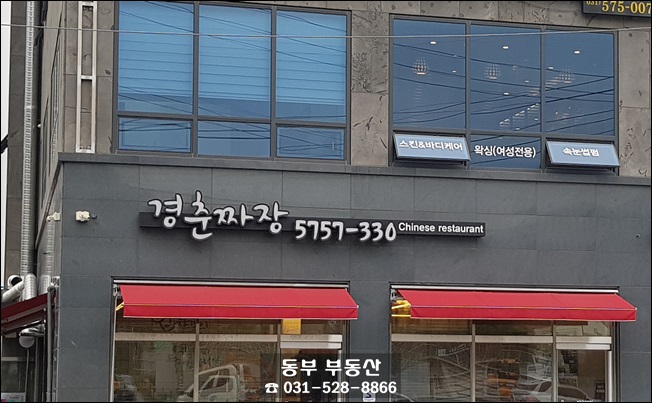 031) 575-007
스킨&바디케어 왁싱(여성전용) 속눈썹펌
경춘짜장 5757-330 Chinese restaurant
동부 부동산
☎ 031-528-8866